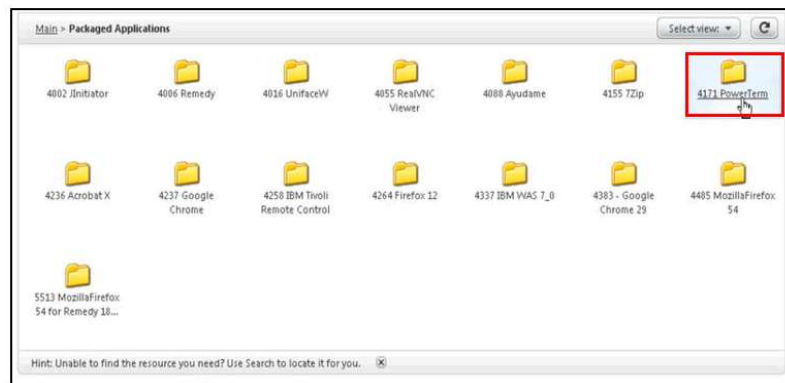 Main > Packaged Applications
Select view:
4002 JInitiator
4006 Remedy
4016 UnifaceW
4055 RealVNC
Viewer
4088 Ayudame
4155 7Zip
4171 PowerTerm
4236 Acrobat X
4237 Google
Chrome
4258 IBM Tivoli
Remote Control
4264 Firefox 12
4337 IBM WAS 7_0
4383 - Google
Chrome 29
4485 MozillaFirefox
54
5513 MozillaFirefox
54 for Remedy 18...
Hint: Unable to find the resource you need? Use Search to locate it for you.